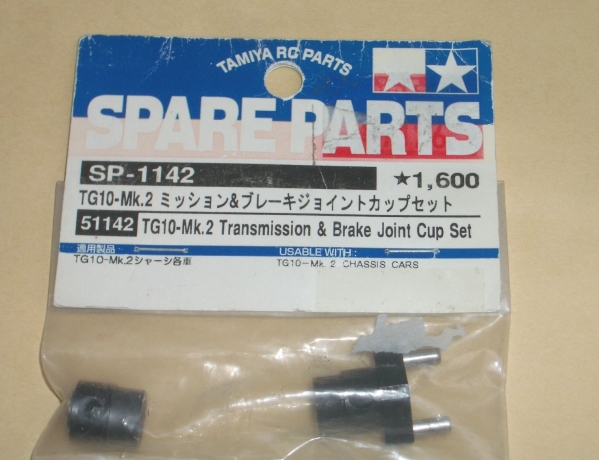 TAMIYA RC PARTS
SPARE PARTS
SP-1142 ★1,600
TG10-Mk.2 ミッション&ブレーキジョイントカップセット
51142 TG10-Mk.2 Transmission & Brake Joint Cup Set
適用製品 USABLE WITH:
TG10-Mk.2シャーシ各車 TG10-Mk.2 CHASSIS CARS